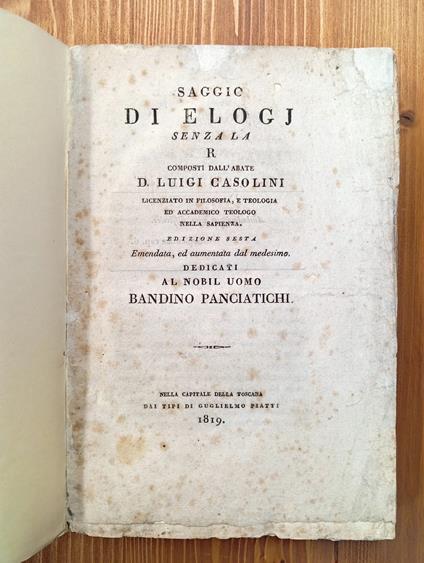 SAGGIO
DI ELOGJ
SENZA LA
R
COMPOSTI DALL'ABATE
D. LUIGI CASOLINI
LICENZIATO IN FILOSOFIA, E TEOLOGIA
ED ACCADEMICO TEOLOGO
NELLA SAPIENZA.
EDIZIONE SESTA
Emendata, ed aumentata dal medesimo.
DEDICATI
AL NOBIL UOMO
BANDINO PANCIATICHI.
NELLA CAPITALE DELLA TOSCANA
DAI TIPI DI GUGLIELMO PIATTI
1819.